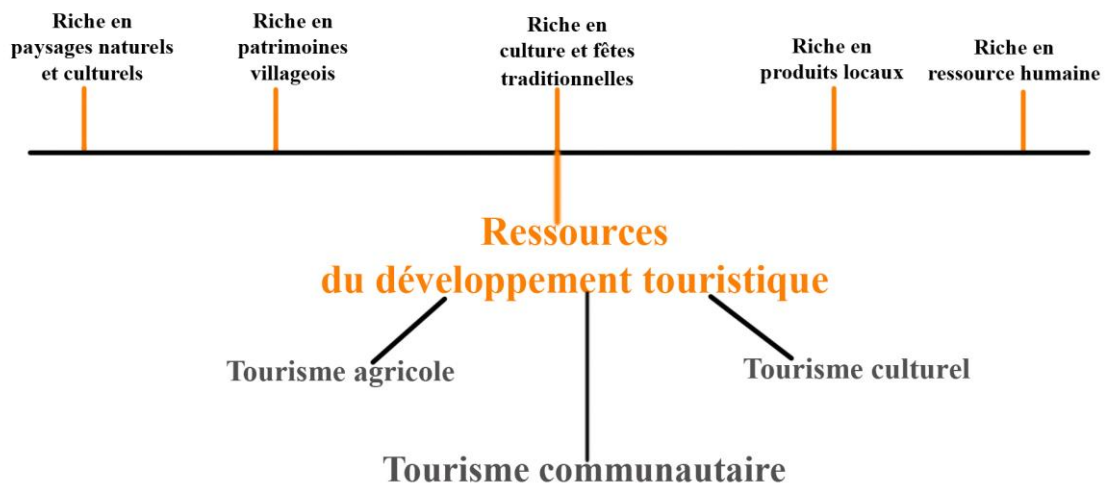 Riche en
paysages naturels
et culturels
Riche en
patrimoines
villageois
Riche en
culture et fêtes
traditionnelles
Riche en
produits locaux
Riche en
ressource humaine
Ressources
du développement touristique
Tourisme agricole
Tourisme culturel
Tourisme communautaire